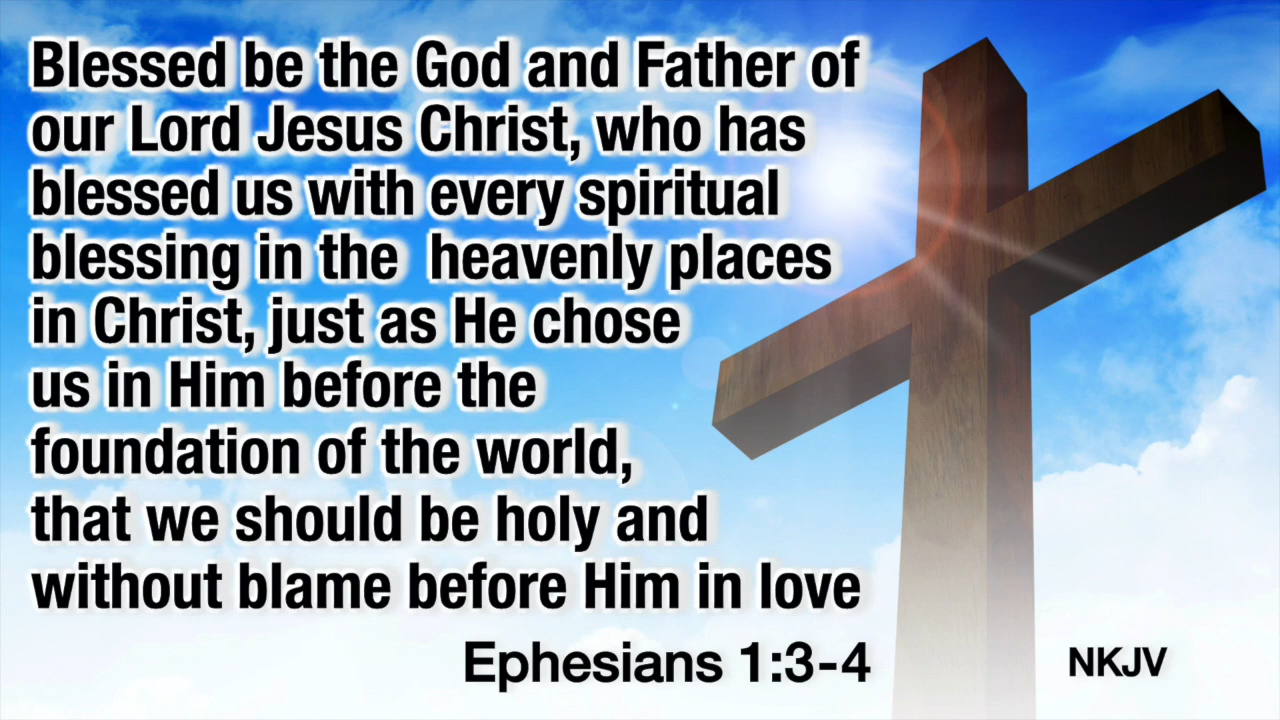 Blessed be the God and Father of
our Lord Jesus Christ, who has
blessed us with every spiritual
blessing in the  heavenly places
in Christ, just as He chose
us in Him before the
foundation of the world,
that we should be holy and
without blame before Him in love
Ephesians 1:3-4
NKJV